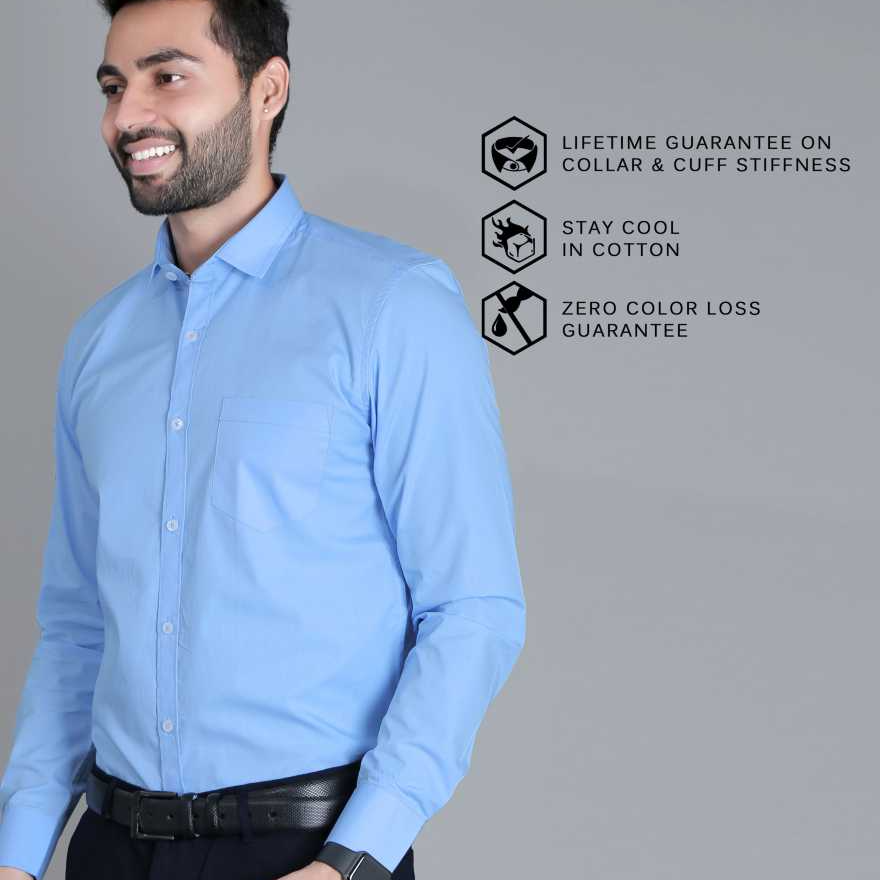 LIFETIME GUARANTEE ON
COLLAR & CUFF STIFFNESS
STAY COOL
IN COTTON
ZERO COLOR LOSS
GUARANTEE